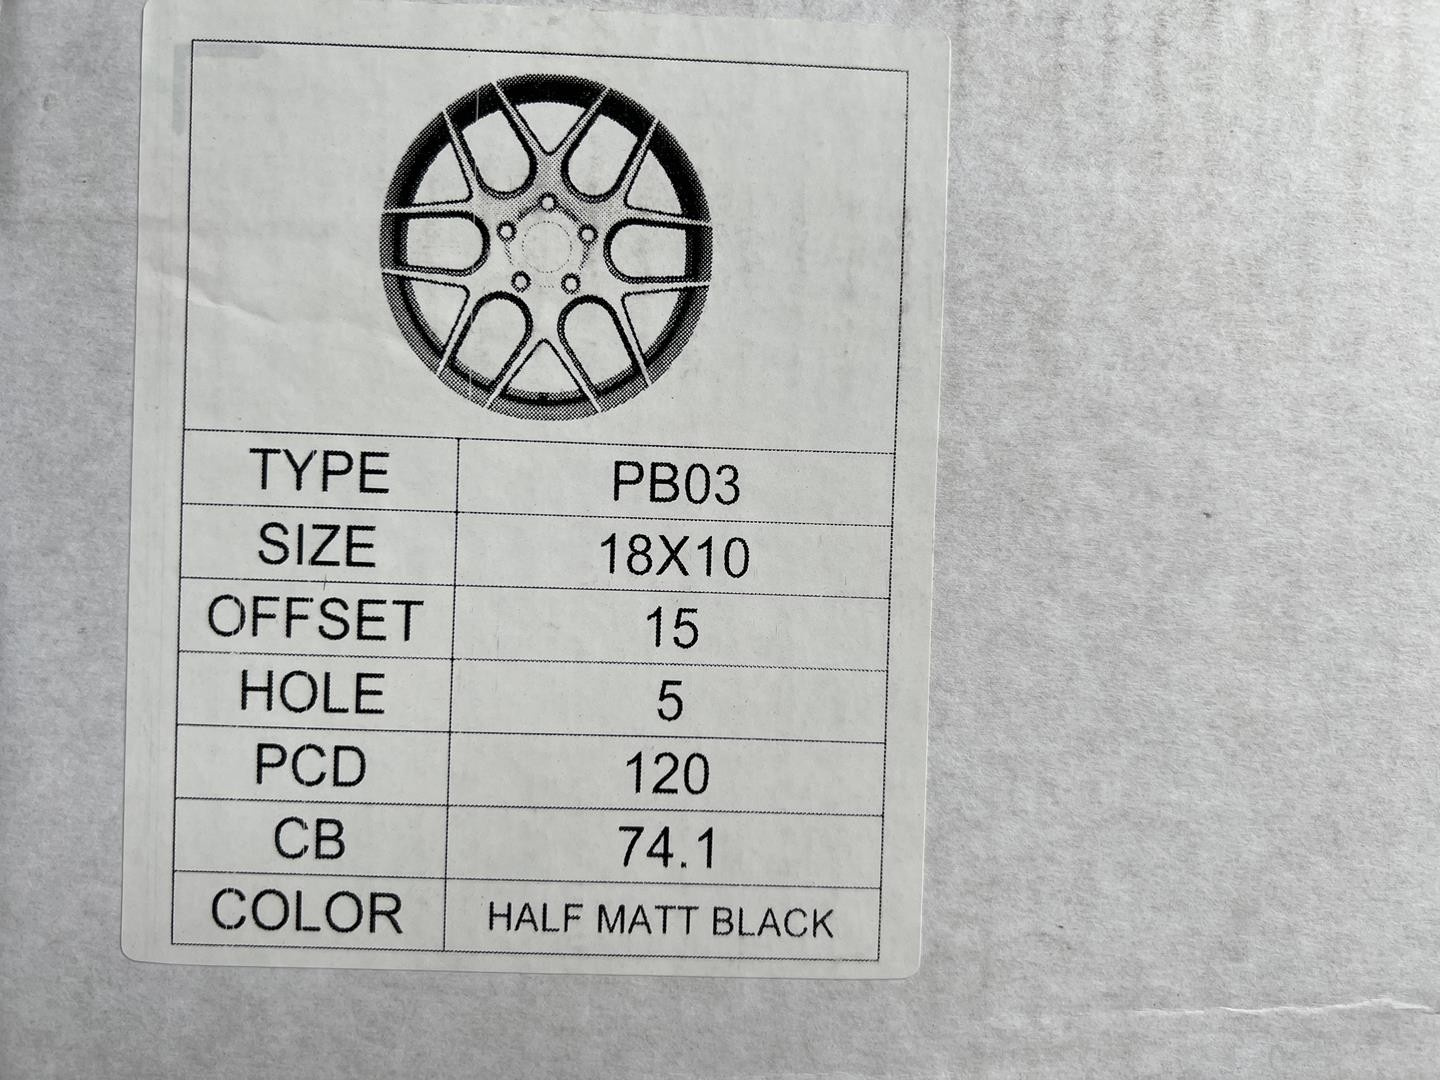 TYPE PB03
SIZE 18X10
OFFSET 15
HOLE 5
PCD 120
CB 74.1
COLOR HALF MATT BLACK